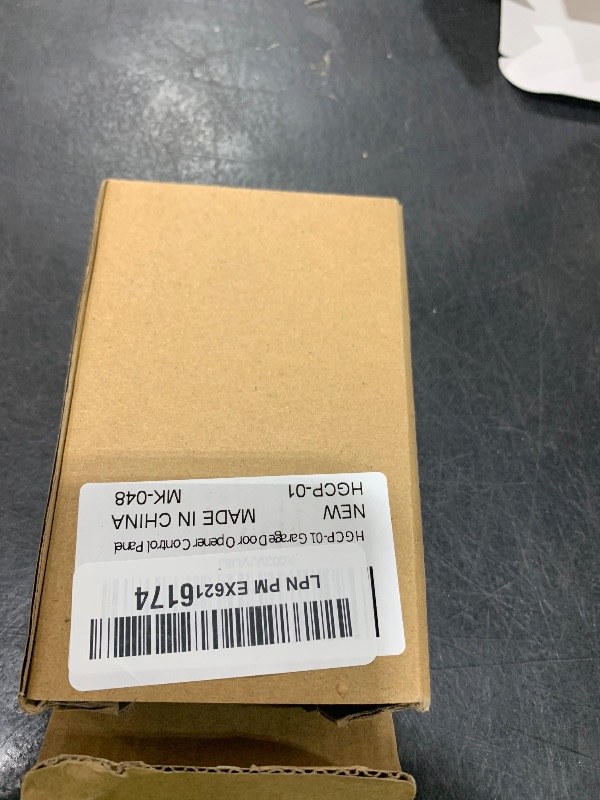 LPN PM EX6216174
HGCP-01 Garage Door Opener Control Panel
NEW MADE IN CHINA
HGCP-01 MK-048